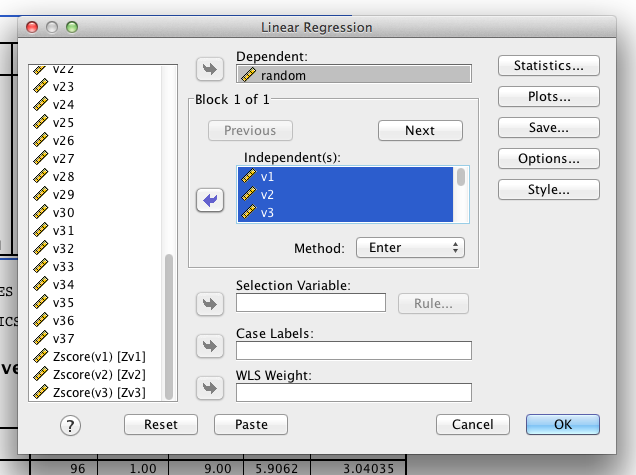 Linear Regression
v22
v23
v24
v25
v26
v27
v28
v29
v30
v31
v32
v33
v34
v35
v36
v37
Zscore(v1) [Zv1]
Zscore(v2) [Zv2]
Zscore(v3) [Zv3]
Dependent:
random
Block 1 of 1
Previous
Next
Independent(s):
v1
v2
v3
Method:
Enter
Selection Variable:
Rule...
Case Labels:
WLS Weight:
Statistics...
Plots...
Save...
Options...
Style...
?
Reset
Paste
Cancel
OK
96 1.00 9.00 5.9062 3.04035